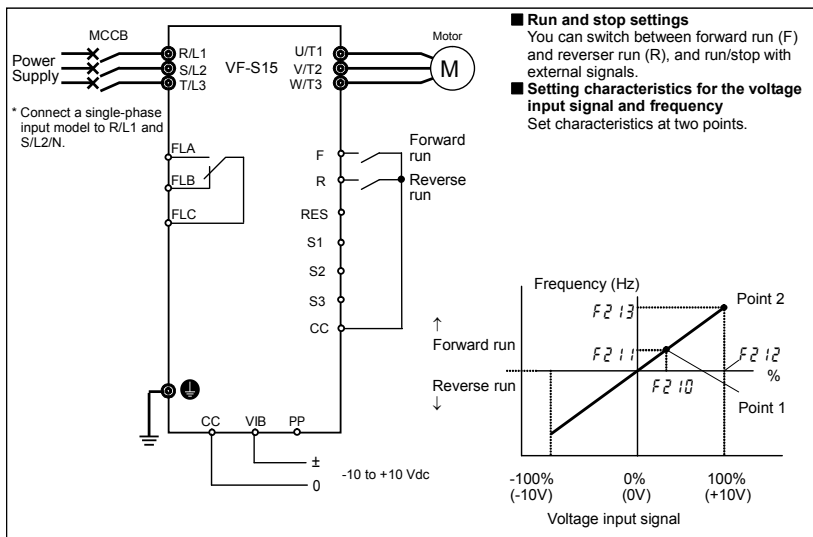 MCCB
Power
Supply
R/L1
S/L2
T/L3
VF-S15
U/T1
V/T2
W/T3
Motor
M
* Connect a single-phase
input model to R/L1 and
S/L2/N.
FLA
FLB
FLC
F
R
RES
S1
S2
S3
CC
Forward
run
Reverse
run
CC
VIB
PP
±
0
-10 to +10 Vdc
■ Run and stop settings
You can switch between forward run (F)
and reverser run (R), and run/stop with
external signals.
■ Setting characteristics for the voltage
input signal and frequency
Set characteristics at two points.
Frequency (Hz)
F213
Point 2
↑
Forward run
F211
F212
%
Reverse run
↓
F210
Point 1
-100%
(-10V)
0%
(0V)
100%
(+10V)
Voltage input signal